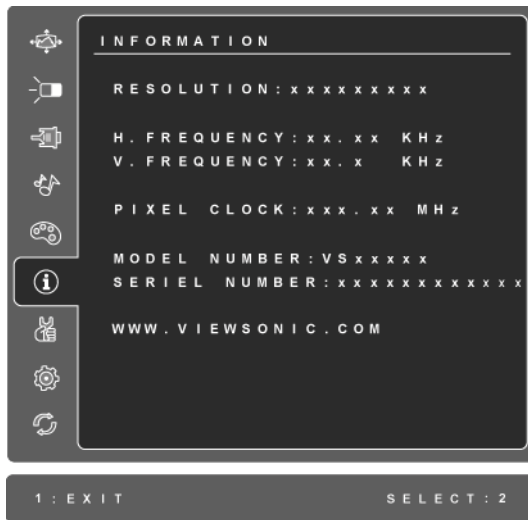 INFORMATION
RESOLUTION:xxxxxxxxx
H.FREQUENCY:xx.xx KHz
V.FREQUENCY:xx.x KHz
PIXEL CLOCK:xxx.xx MHz
MODEL NUMBER:VSxxxxx
SERIEL NUMBER:xxxxxxxxxxxx
WWW.VIEWSONIC.COM
1:EXIT SELECT:2